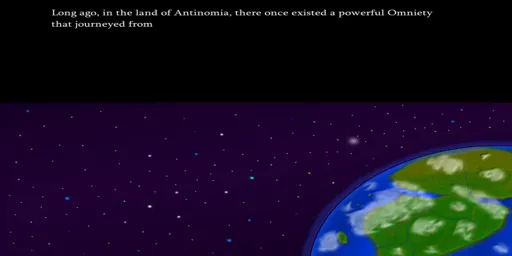 Long ago, in the land of Antinomia, there once existed a powerful Omniety
that journeyed from